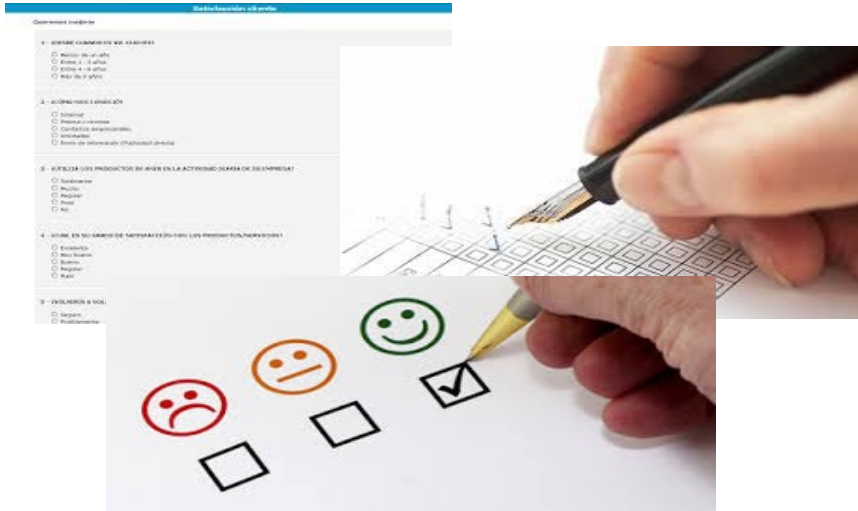 Satisfacción cliente
Queremos mejorar
1 - ¿DESDE CUANDO ES VD. CLIENTE?
Menos de un año
Entre 1 - 3 años
Entre 4 - 6 años
Más de 6 años
2 - ¿CÓMO NOS CONOCIÓ?
Internet
Prensa / revistas
Contactos empresariales
Amistades
Envío de información (Publicidad directa)
3 - ¿UTILIZA LOS PRODUCTOS DE EN LA ACTIVIDAD DIARIA DE SU EMPRESA?
Totalmente
Mucho
Regular
Poco
No
4 - ¿CUAL ES SU GRADO DE SATISFACCIÓN CON LOS PRODUCTOS/SERVICIOS?
Excelente
Muy bueno
Bueno
Regular
Malo
5 - ¿VOLVERÍA A
Seguro
Posiblemente